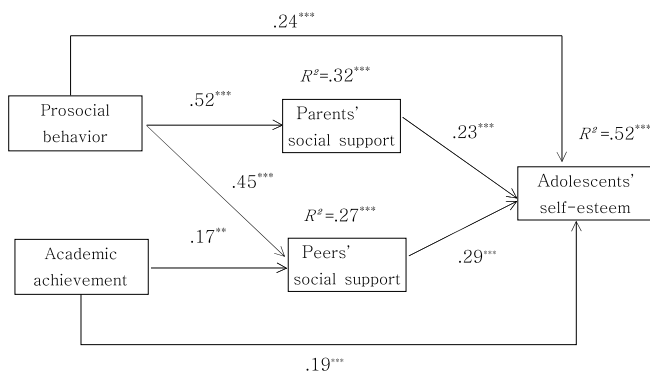 .24***
R²=.32***
.52***
Prosocial
behavior
Parents'
social support
.23***
R²=.52***
.45***
Adolescents'
self-esteem
R²=.27***
.17**
Academic
achievement
Peers'
social support
.29***
.19***